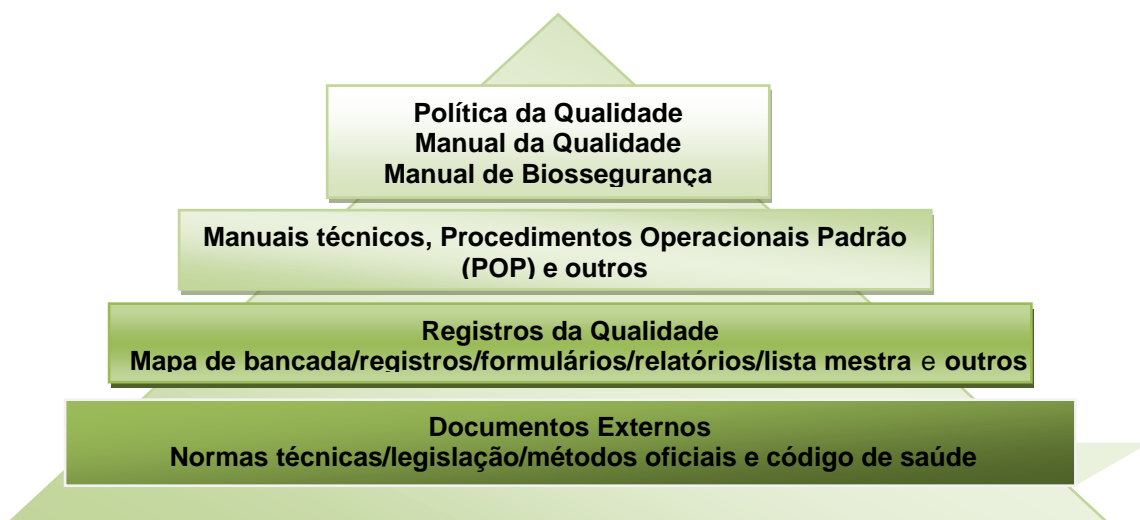 Política da Qualidade
Manual da Qualidade
Manual de Biossegurança
Manuais técnicos, Procedimentos Operacionais Padrão
(POP) e outros
Registros da Qualidade
Mapa de bancada/registros/formulários/relatórios/lista mestra e outros
Documentos Externos
Normas técnicas/legislação/métodos oficiais e código de saúde